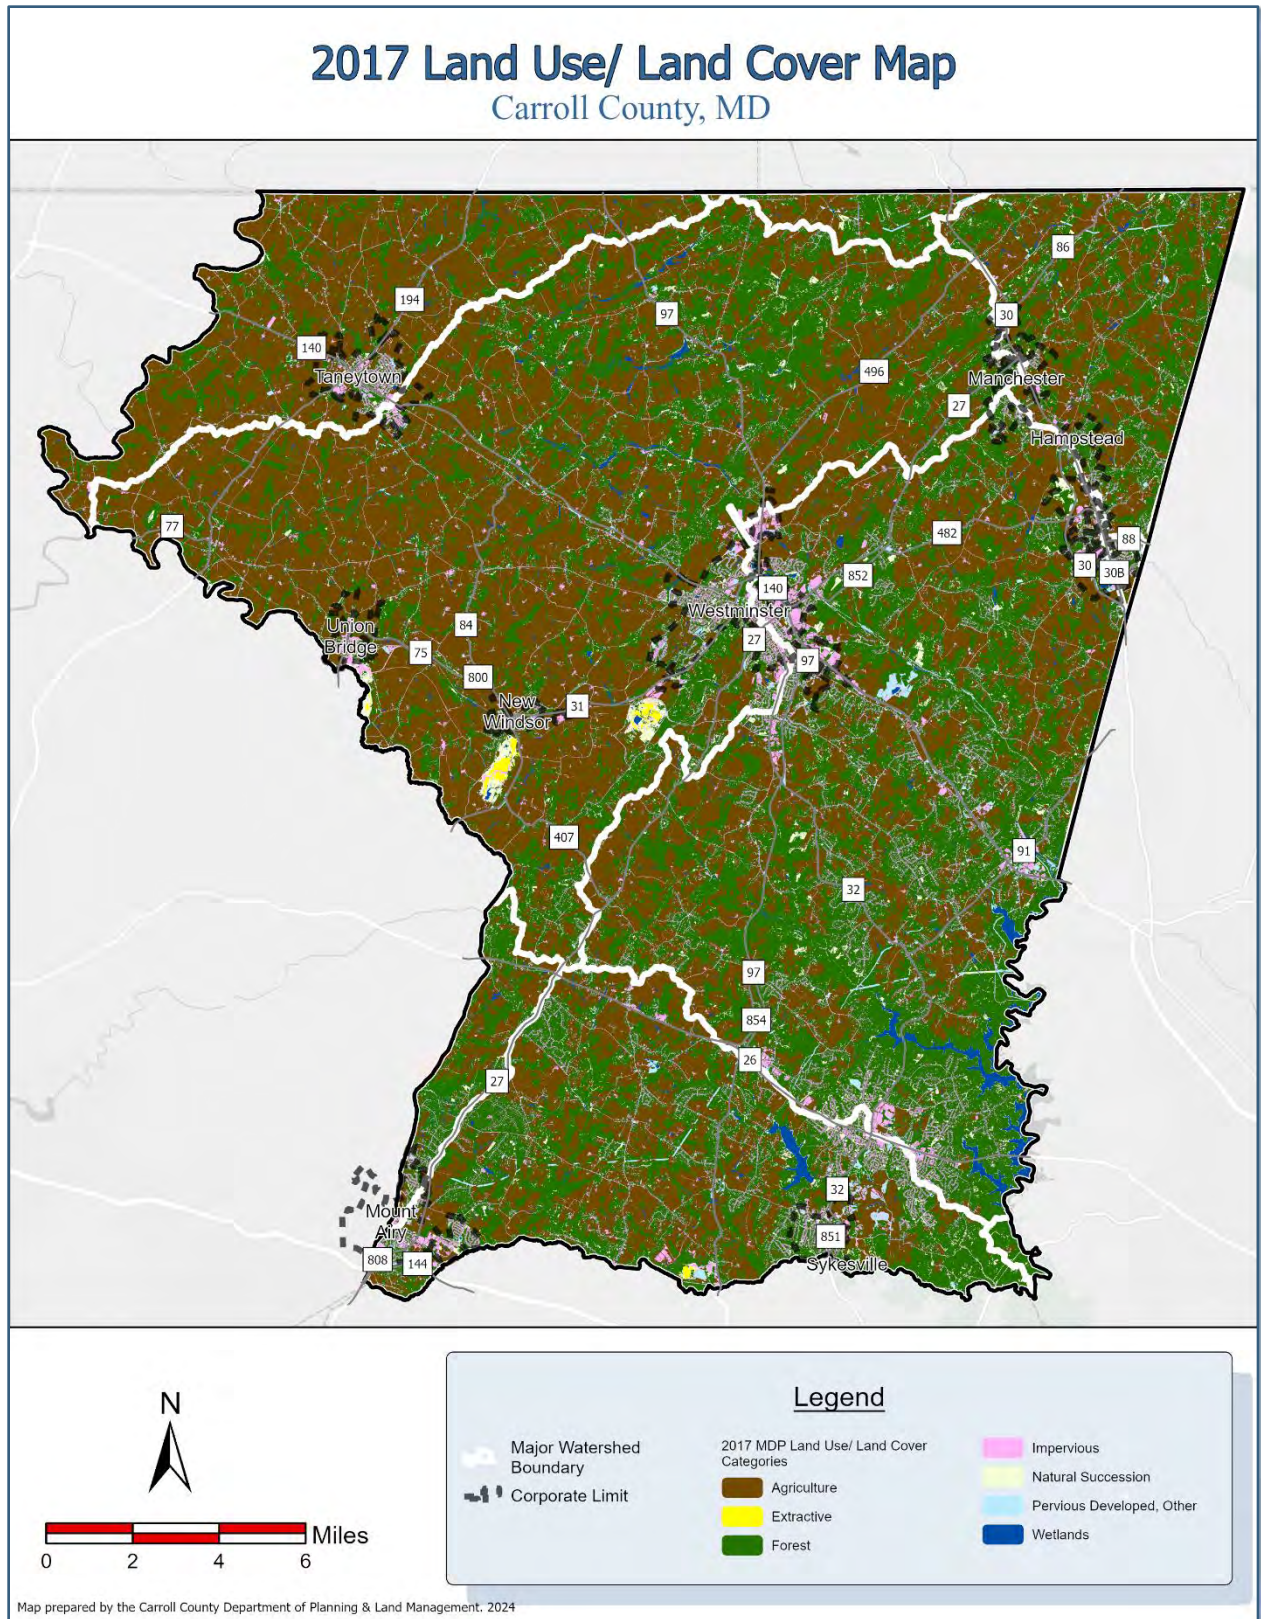 2017 Land Use/ Land Cover Map
Carroll County, MD
86
194
97
30
140
Taneytown
496
Manchester
27
Hampstead
77
482
88
30
30B
852
140
Westminster
27
97
Union
Bridge
84
75
800
New
Windsor
31
407
91
32
97
854
26
27
32
Mount
Airy
808
144
851
Sykesville
N
Miles
0
2
4
6
Legend
Major Watershed
Boundary
Corporate Limit
2017 MDP Land Use/ Land Cover
Categories
Agriculture
Extractive
Forest
Impervious
Natural Succession
Pervious Developed, Other
Wetlands
Map prepared by the Carroll County Department of Planning & Land Management, 2024